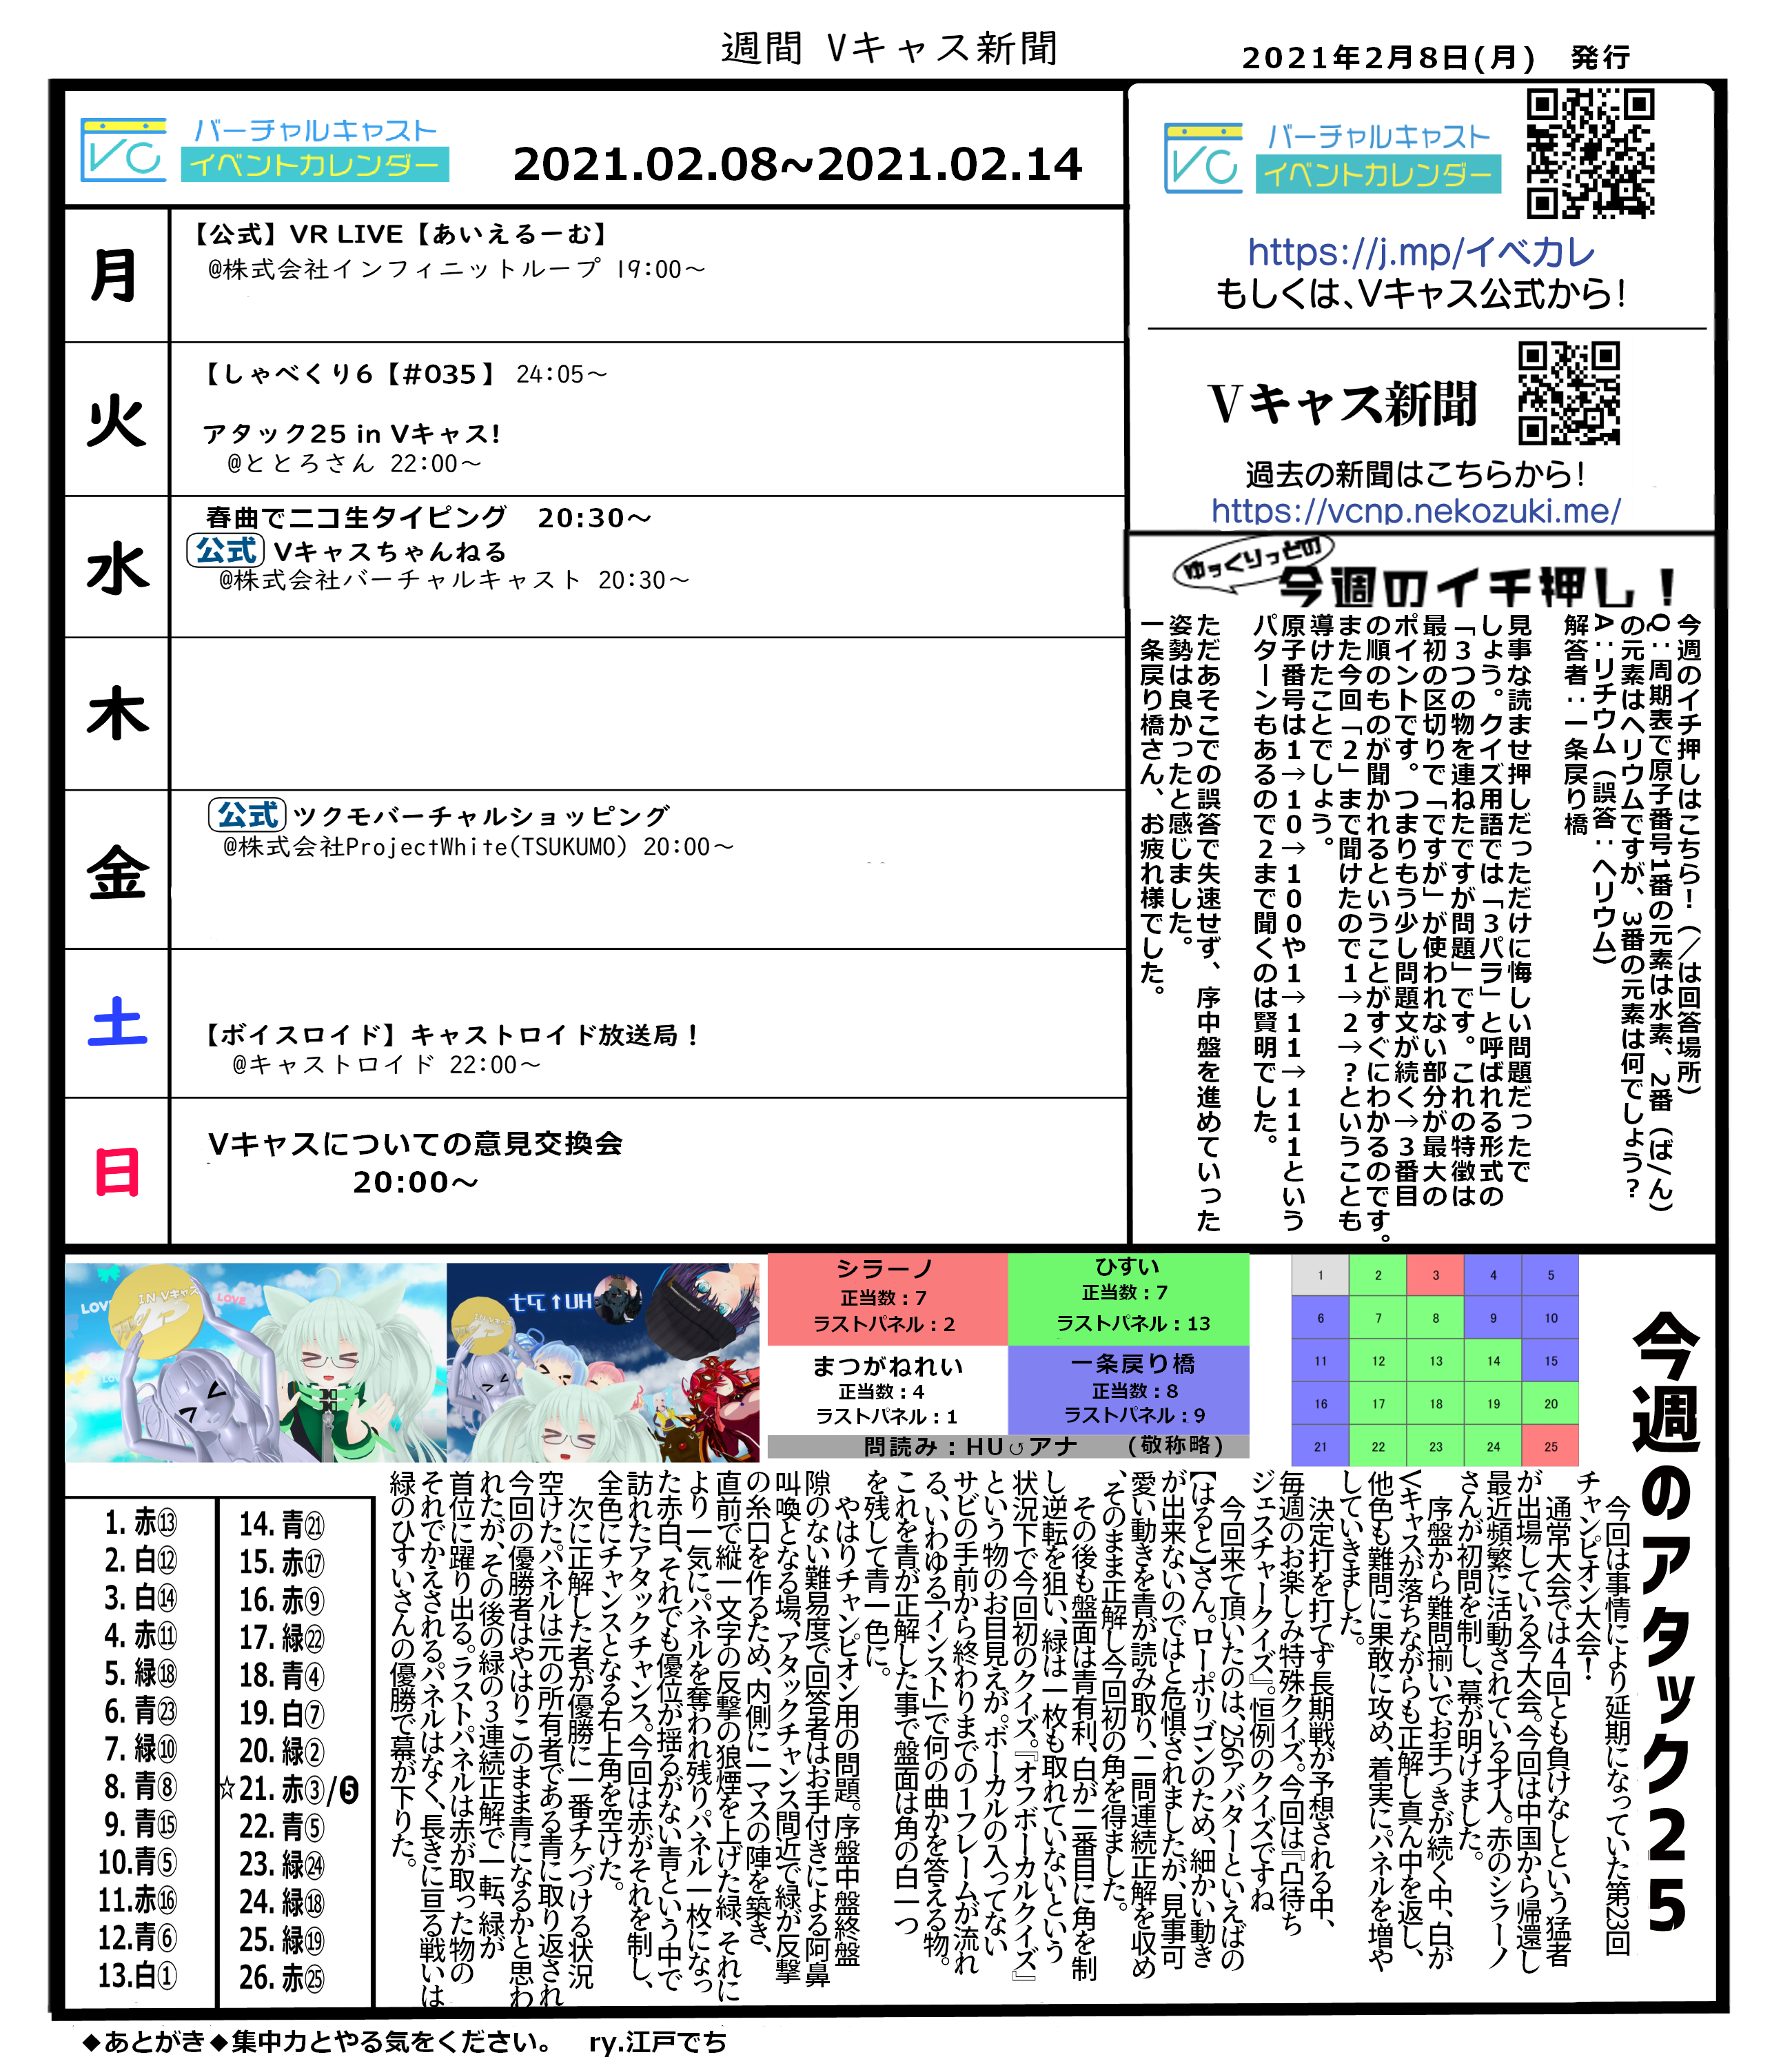 週間 Vキャス新聞
2021年2月8日(月)　発行
バーチャルキャスト
イベントカレンダー
2021.02.08~2021.02.14
月
【公式】VR LIVE【あいえるーむ】
@株式会社インフィニットループ 19:00～
火
【しゃべくり6【#035】 24:05～
アタック25 in Vキャス!
@ととろさん 22:00～
水
春曲でニコ生タイピング　20:30～
公式 Vキャスちゃんねる
@株式会社バーチャルキャスト 20:30～
木
金
公式 ツクモバーチャルショッピング
@株式会社ProjectWhite(TSUKUMO) 20:00～
土
【ボイスロイド】キャストロイド放送局！
@キャストロイド 22:00～
日
Vキャスについての意見交換会
20:00～
バーチャルキャスト
イベントカレンダー
https://j.mp/イベカレ
もしくは、Vキャス公式から!
Vキャス新聞
過去の新聞はこちらから!
https://vcnp.nekozuki.me/
ゆっくりっとの
今週のイチ押し！
今週のイチ押しはこちら！(／は回答場所)
Q：周期表で原子番号1番の元素は水素、2番(ば/ん)
の元素はヘリウムですが、3番の元素は何でしょう？
A：リチウム(誤答：ヘリウム)
解答者：一条戻り橋
見事な読ませ押しだっただけに悔しい問題だったで
しょう。クイズ用語では「3パラ」と呼ばれる形式の
「3つの物を連ねたですが問題」です。これの特徴は
最初の区切りで「ですが」が使われない部分が最大の
ポイントです。つまりもう少し問題文が続く→3番目
の順のものが聞かれるということがすぐにわかるのです。
また今回「2」まで聞けたので1→2→？ということも
導けたことでしょう。
原子番号は1→10→100や1→11→111という
パターンもあるので2まで聞くのは賢明でした。
ただあそこでの誤答で失速せず、序中盤を進めていった
姿勢は良かったと感じました。
一条戻り橋さん、お疲れ様でした。
シラーノ
正当数：7
ラストパネル：2
ひすい
正当数：7
ラストパネル：13
まつがねれい
正当数：4
ラストパネル：1
一条戻り橋
正当数：8
ラストパネル：9
問読み：HU↺アナ　(敬称略)
1 2 3 4 5
6 7 8 9 10
11 12 13 14 15
16 17 18 19 20
21 22 23 24 25
今週のアタック25
今回は事情により延期になっていた第23回
チャンピオン大会！
通常大会では4回とも負けなしという猛者
が出場している今大会。今回は中国から帰還し
最近頻繁に活動されている才人。赤のシラーノ
さんが初問を制し、幕が明けました。
序盤から難問揃いでお手つきが続く中、白が
Vキャスが落ちながらも正解し真ん中を返し、
他色も難問に果敢に攻め、着実にパネルを増や
していきました。
決定打を打てず長期戦が予想される中、
毎週のお楽しみ特殊クイズ。今回は『凸待ち
ジェスチャークイズ』。恒例のクイズですね
今回来て頂いたのは、256アバターといえばの
【はると】さん。ローポリゴンのため、細かい動き
が出来ないのではと危惧されましたが、見事可
愛い動きを青が読み取り、二問連続正解を収め
、そのまま正解し今回初の角を得ました。
その後も盤面は青有利、白が二番目に角を制
し逆転を狙い、緑は一枚も取れていないという
状況下で今回初のクイズ。『オフボーカルクイズ』
という物のお目見えが。ボーカルの入ってない
サビの手前から終わりまでの1フレームが流れ
る、いわゆる「インスト」で何の曲かを答える物。
これを青が正解した事で盤面は角の白一つ
を残して青一色に。
やはりチャンピオン用の問題。序盤中盤終盤
隙のない難易度で回答者はお手付きによる阿鼻
叫喚となる場、アタックチャンス間近で緑が反撃
の糸口を作るため、内側に一マスの陣を築き、
直前で縦一文字の反撃の狼煙を上げた緑、それに
より一気にパネルを奪われ残りパネル一枚になっ
た赤白、それでも優位が揺るがない青という中で
訪れたアタックチャンス。今回は赤がそれを制し、
全色にチャンスとなる右上角を空けた。
次に正解した者が優勝に一番チケづける状況
空けたパネルは元の所有者である青に取り返され
今回の優勝者はやはりこのまま青になるかと思わ
れたが、その後の緑の3連続正解で一転、緑が
首位に躍り出る。ラストパネルは赤が取った物の
それでかえされるパネルはなく、長きに亘る戦いは
緑のひすいさんの優勝で幕が下りた。
1. 赤⑬
2. 白⑫
3. 白⑭
4. 赤⑪
5. 緑⑱
6. 青㉓
7. 緑⑩
8. 青⑧
9. 青⑮
10.青⑤
11.赤⑯
12.青⑥
13.白①
14. 青㉑
15. 赤⑰
16. 赤⑨
17. 緑㉒
18. 青④
19. 白⑦
20. 緑②
☆21. 赤③/❺
22. 青⑤
23. 緑㉔
24. 緑⑱
25. 緑⑲
26. 赤㉕
◆あとがき◆集中力とやる気をください。　ry.江戸でち